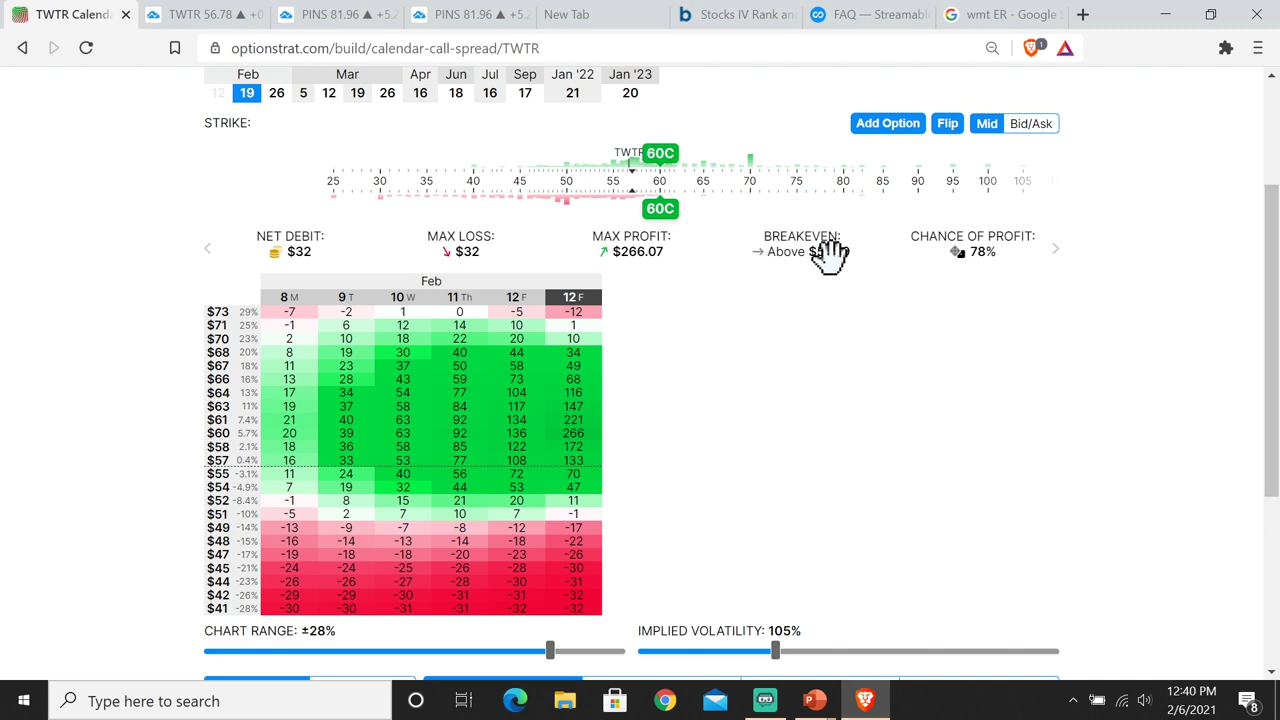 TWTR Calenda
TWTR 56.78 ▲ +0
PINS 81.96 ▲ +5.2
PINS 81.96 ▲ +5.2
New Tab
Stocks IV Rank an
FAQ — Streamabl
wmt ER - Google S
optionstrat.com/build/calendar-call-spread/TWTR
1
Feb Mar Apr Jun Jul Sep Jan '22 Jan '23
12 19 26 5 12 19 26 16 18 16 17 21 20
STRIKE:
Add Option Flip Mid Bid/Ask
TWTR 60C
25 30 35 40 45 50 55 60 65 70 75 80 85 90 95 100 105
60C
NET DEBIT: MAX LOSS: MAX PROFIT: BREAKEVEN: CHANCE OF PROFIT:
$32 $32 $266.07 Above 78%
Feb
8 M 9 T 10 W 11 Th 12 F 12 F
$73 29% -7 -2 1 0 -5 -12
$71 25% -1 6 12 14 10 1
$70 23% 2 10 18 22 20 10
$68 20% 8 19 30 40 44 34
$67 18% 11 23 37 50 58 49
$66 16% 13 28 43 59 73 68
$64 13% 17 34 54 77 104 116
$63 11% 19 37 58 84 117 147
$61 7.4% 21 40 63 92 134 221
$60 5.7% 20 39 63 92 136 266
$58 2.1% 18 36 58 85 122 172
$57 0.4% 16 33 53 77 108 133
$55 -3.1% 11 24 40 56 72 70
$54 -4.9% 7 19 32 44 53 47
$52 -8.4% -1 8 15 21 20 11
$51 -10% -5 2 7 10 7 -1
$49 -14% -13 -9 -7 -8 -12 -17
$48 -15% -16 -14 -13 -14 -18 -22
$47 -17% -19 -18 -18 -20 -23 -26
$45 -21% -24 -24 -25 -26 -28 -30
$44 -23% -26 -26 -27 -28 -30 -31
$42 -26% -29 -29 -30 -31 -31 -32
$41 -28% -30 -30 -31 -31 -32 -32
CHART RANGE: ±28% IMPLIED VOLATILITY: 105%
Type here to search
12:40 PM
2/6/2021
8